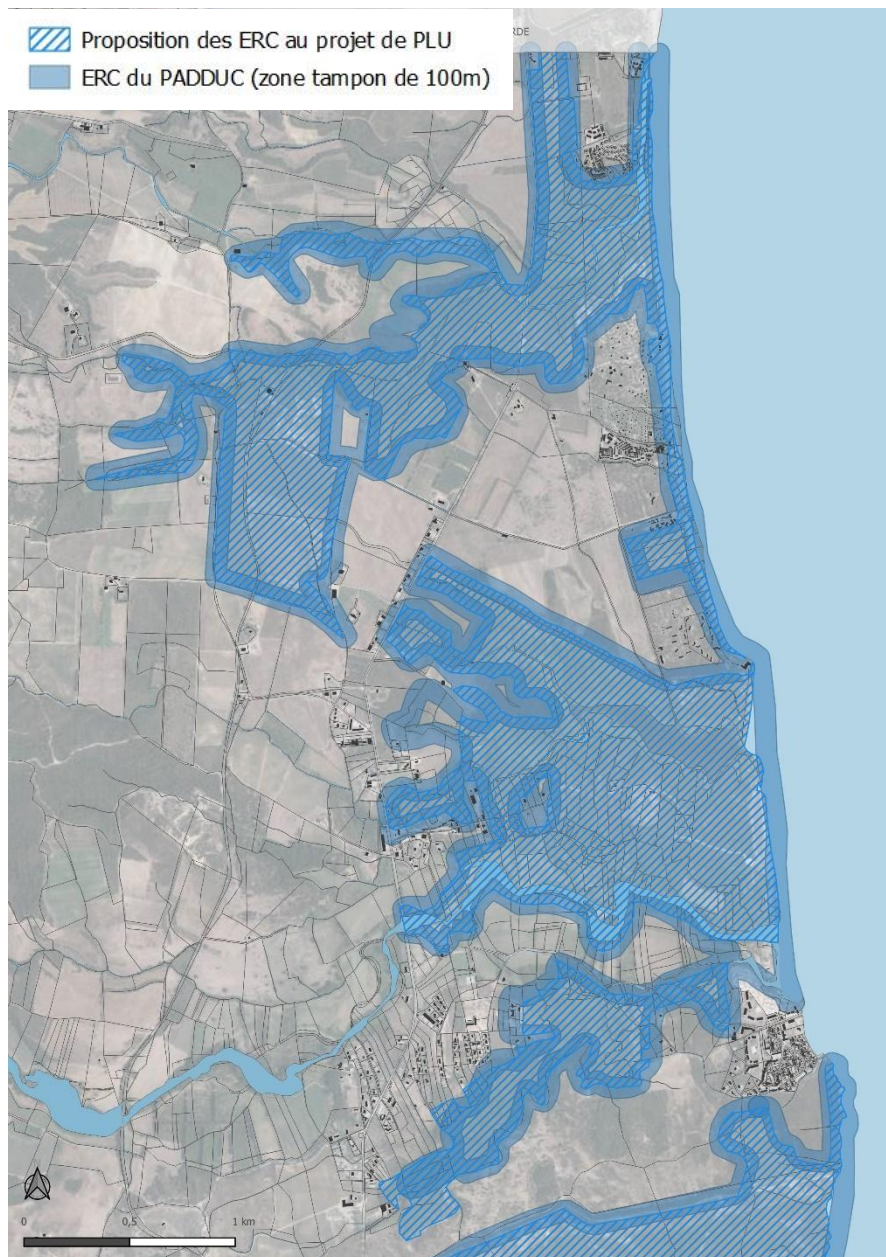 Proposition des ERC au projet de PLU
RDE
ERC du PADDUC (zone tampon de 100m)
0 0,5 1 km